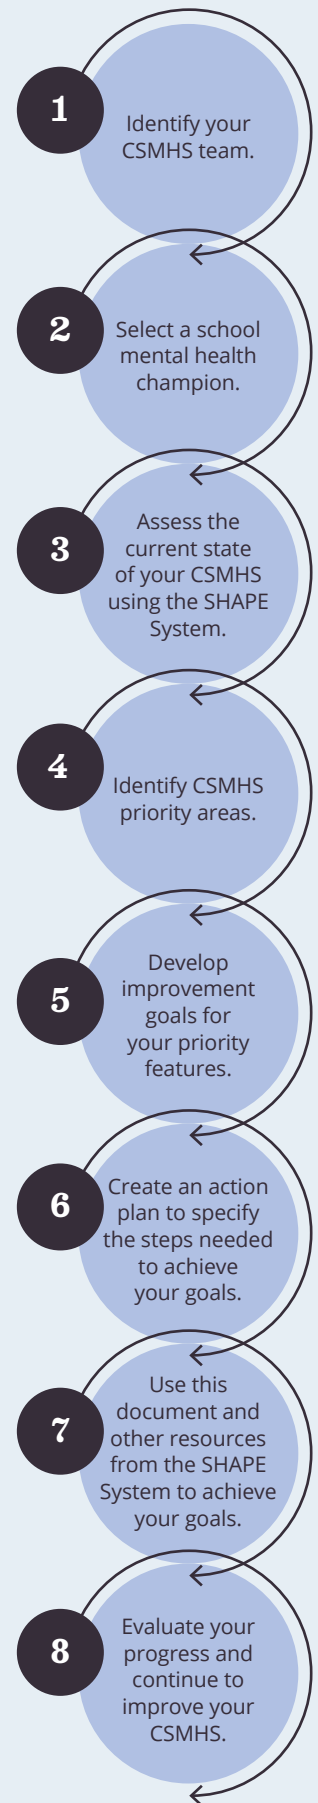 1
Identify your
CSMHS team.
2
Select a school
mental health
champion.
3
Assess the
current state
of your CSMHS
using the SHAPE
System.
4
Identify CSMHS
priority areas.
5
Develop
improvement
goals for
your priority
features.
6
Create an action
plan to specify
the steps needed
to achieve
your goals.
7
Use this
document and
other resources
from the SHAPE
System to achieve
your goals.
8
Evaluate your
progress and
continue to
improve your
CSMHS.